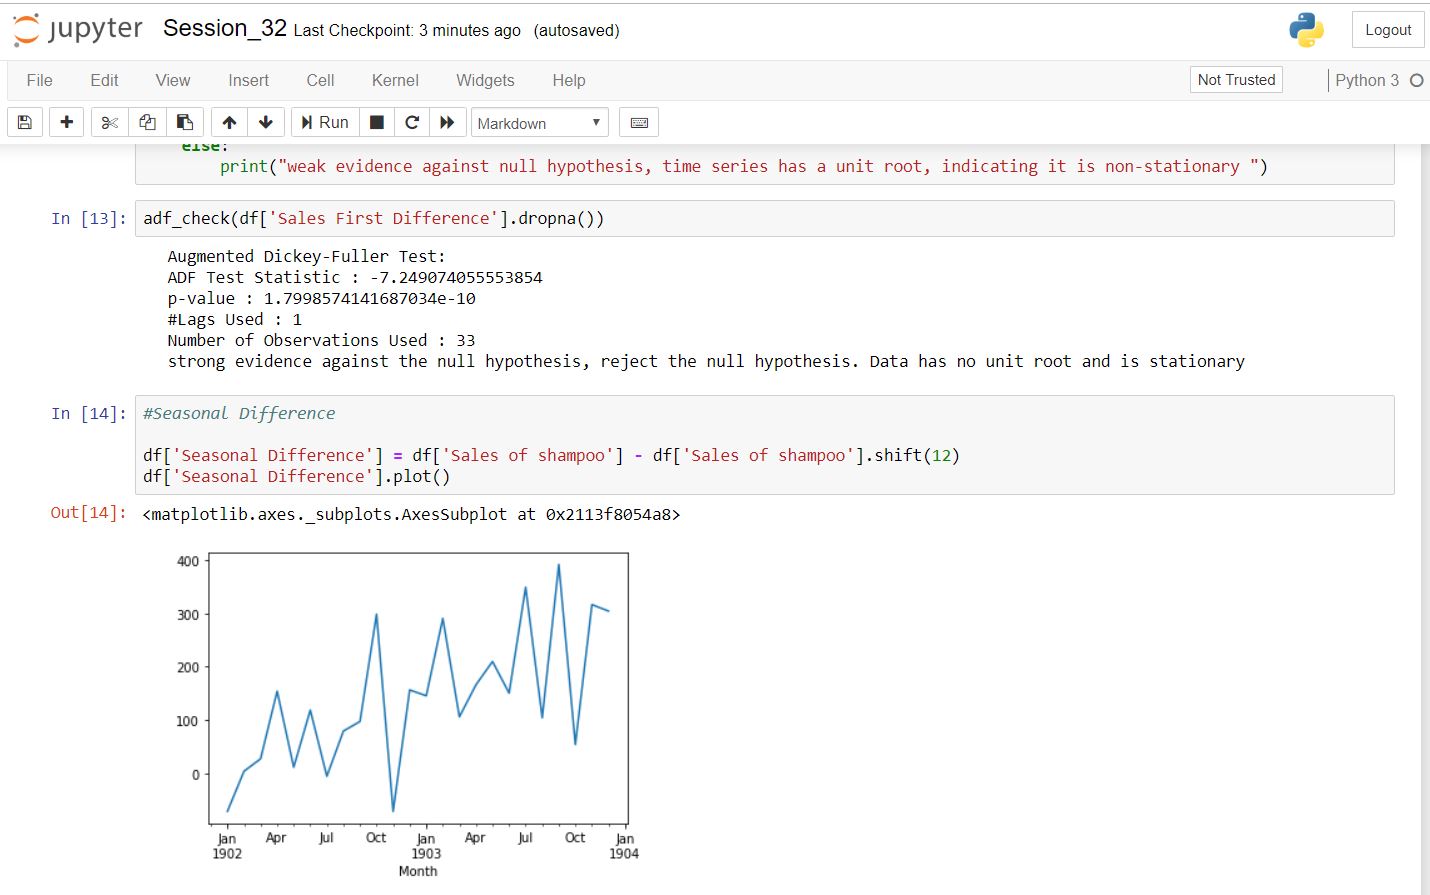 jupyter Session_32 Last Checkpoint: 3 minutes ago (autosaved) Logout
File Edit View Insert Cell Kernel Widgets Help Not Trusted Python 3
Run Markdown
else:
print("weak evidence against null hypothesis, time series has a unit root, indicating it is non-stationary ")
In [13]: adf_check(df['Sales First Difference'].dropna())
Augmented Dickey-Fuller Test:
ADF Test Statistic : -7.249074055553854
p-value : 1.7998574141687034e-10
#Lags Used : 1
Number of Observations Used : 33
strong evidence against the null hypothesis, reject the null hypothesis. Data has no unit root and is stationary
In [14]: #Seasonal Difference
df['Seasonal Difference'] = df['Sales of shampoo'] - df['Sales of shampoo'].shift(12)
df['Seasonal Difference'].plot()
Out[14]: <matplotlib.axes._subplots.AxesSubplot at 0x2113f8054a8>
400
300
200
100
0
Jan Apr Jul Oct Jan Apr Jul Oct Jan
1902 1903 1904
Month